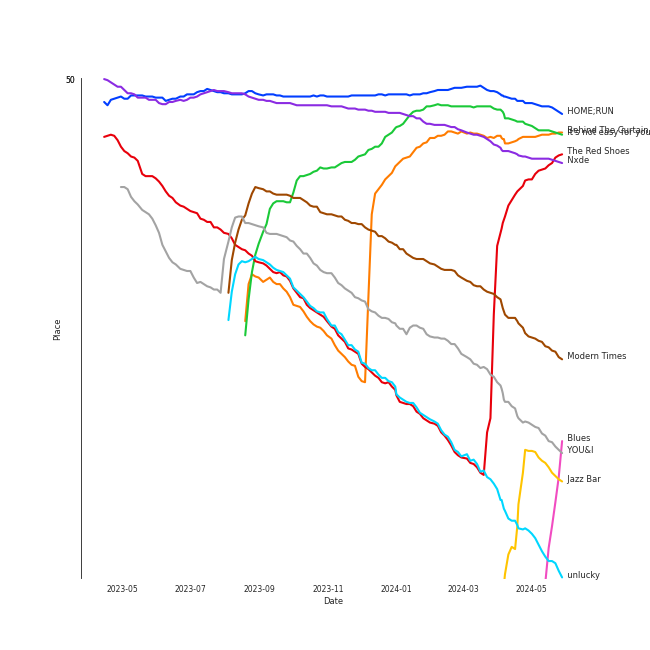 50
HOME;RUN
Behind The Curtain
It's not easy for you
The Red Shoes
Nxde
Place
Modern Times
Blues
YOU&I
Jazz Bar
unlucky
2023-05 2023-07 2023-09 2023-11 2024-01 2024-03 2024-05
Date